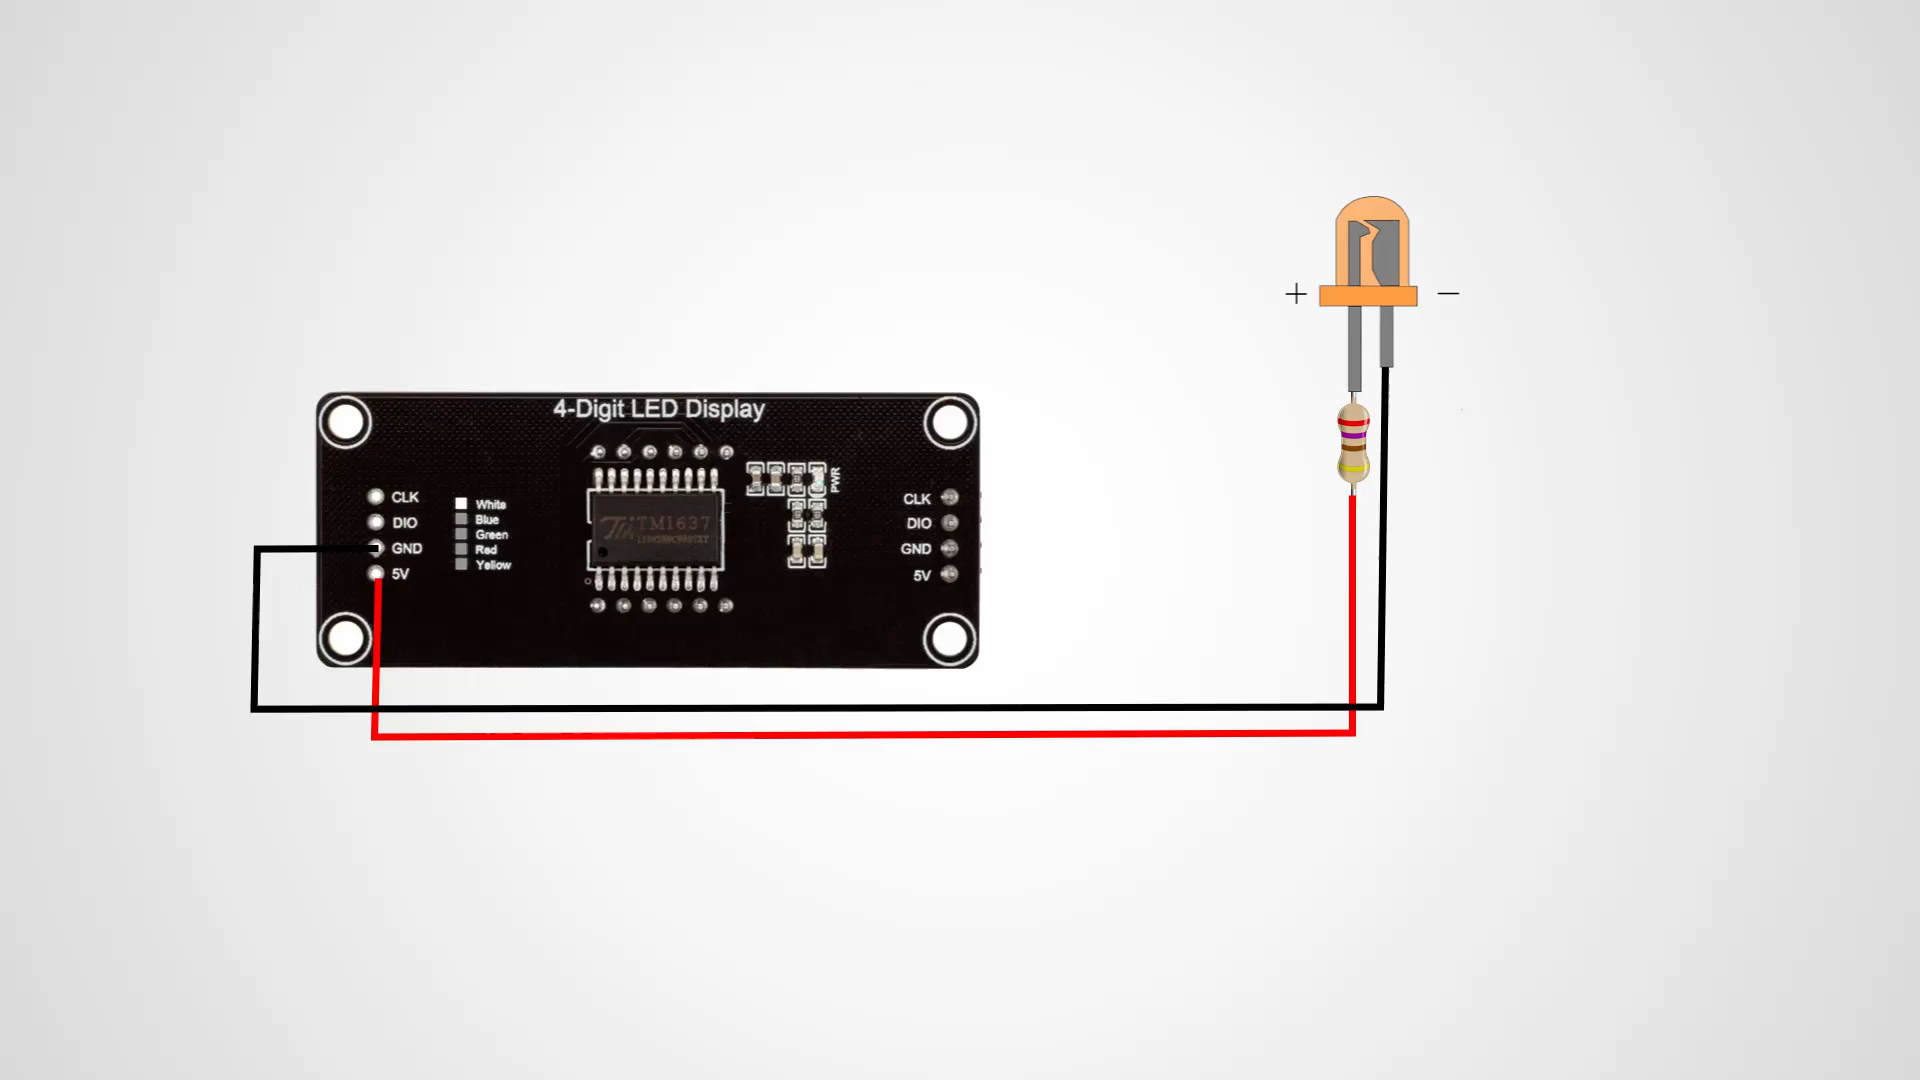 + −
4-Digit LED Display
PWR
CLK
DIO
GND
5V
White
Blue
Green
Red
Yellow
TM1637
CLK
DIO
GND
5V